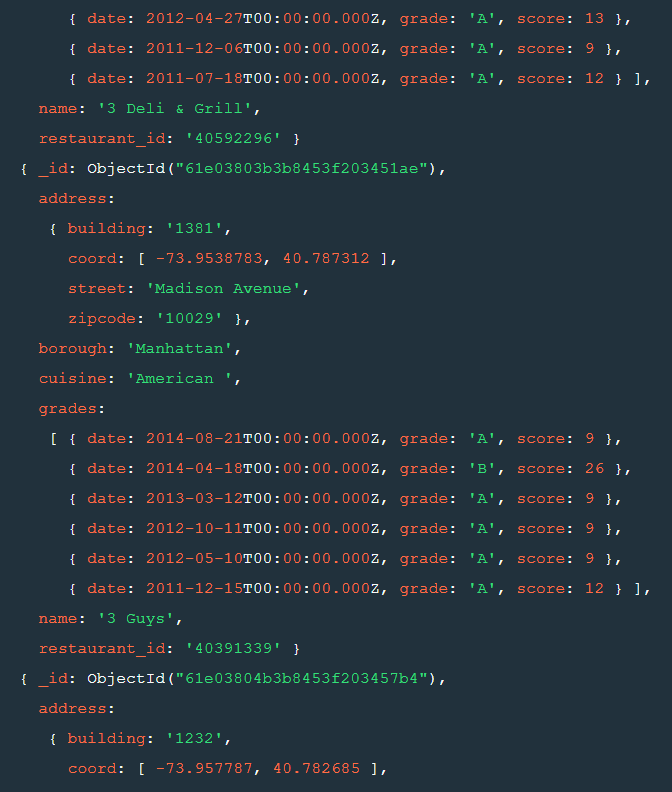 { date: 2012-04-27T00:00:00.000Z, grade: 'A', score: 13 },
{ date: 2011-12-06T00:00:00.000Z, grade: 'A', score: 9 },
{ date: 2011-07-18T00:00:00.000Z, grade: 'A', score: 12 } ],
name: '3 Deli & Grill',
restaurant_id: '40592296' }
{ _id: ObjectId("61e03803b3b8453f203451ae"),
address:
{ building: '1381',
coord: [ -73.9538783, 40.787312 ],
street: 'Madison Avenue',
zipcode: '10029' },
borough: 'Manhattan',
cuisine: 'American ',
grades:
[ { date: 2014-08-21T00:00:00.000Z, grade: 'A', score: 9 },
{ date: 2014-04-18T00:00:00.000Z, grade: 'B', score: 26 },
{ date: 2013-03-12T00:00:00.000Z, grade: 'A', score: 9 },
{ date: 2012-10-11T00:00:00.000Z, grade: 'A', score: 9 },
{ date: 2012-05-10T00:00:00.000Z, grade: 'A', score: 9 },
{ date: 2011-12-15T00:00:00.000Z, grade: 'A', score: 12 } ],
name: '3 Guys',
restaurant_id: '40391339' }
{ _id: ObjectId("61e03804b3b8453f203457b4"),
address:
{ building: '1232',
coord: [ -73.957787, 40.782685 ],